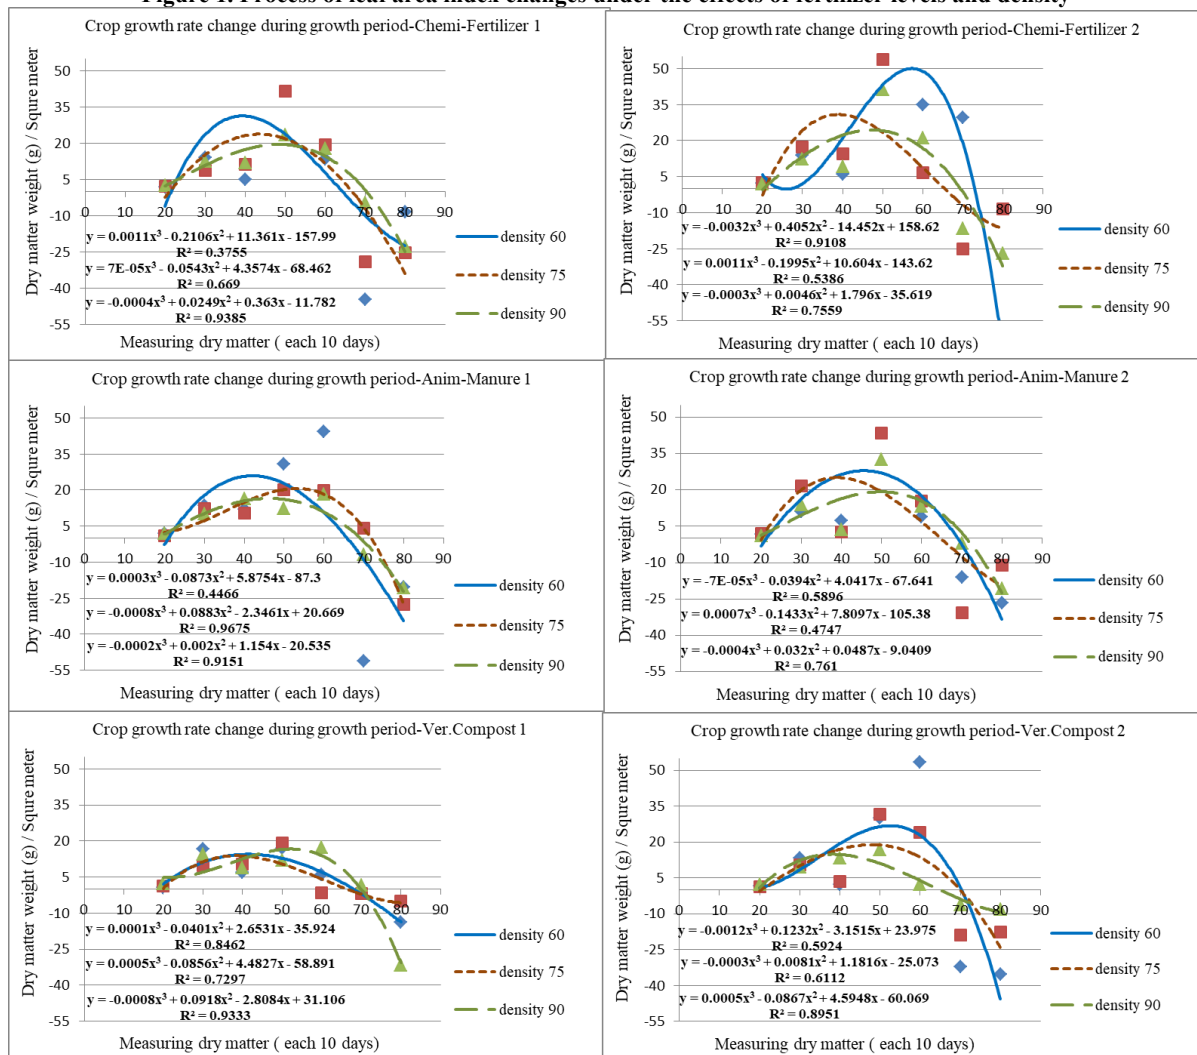 Figure 1. Process of leaf area index changes under the effects of fertilizer levels and density
Crop growth rate change during growth period-Chemi-Fertilizer 1
Dry matter weight (g) / Squre meter
50
35
20
5
-10
-25
-40
-55
0 10 20 30 40 50 60 70 80 90
y = 0.0011x³ - 0.2106x² + 11.361x - 157.99
R² = 0.3755
y = 7E-05x³ - 0.0543x² + 4.3574x - 68.462
R² = 0.669
y = -0.0004x³ + 0.0249x² + 0.363x - 11.782
R² = 0.9385
density 60
density 75
density 90
Measuring dry matter ( each 10 days)
Crop growth rate change during growth period-Chemi-Fertilizer 2
Dry matter weight (g) / Squre meter
50
35
20
5
-10
-25
-40
-55
0 10 20 30 40 50 60 70 80 90
y = -0.0032x³ + 0.4052x² - 14.452x + 158.62
R² = 0.9108
y = 0.0011x³ - 0.1995x² + 10.604x - 143.62
R² = 0.5386
y = -0.0003x³ + 0.0046x² + 1.796x - 35.619
R² = 0.7559
density 60
density 75
density 90
Measuring dry matter ( each 10 days)
Crop growth rate change during growth period-Anim-Manure 1
Dry matter weight (g) / Squre meter
50
35
20
5
-10
-25
-40
-55
0 10 20 30 40 50 60 70 80 90
y = 0.0003x³ - 0.0873x² + 5.8754x - 87.3
R² = 0.4466
y = -0.0008x³ + 0.0883x² - 2.3461x + 20.669
R² = 0.9675
y = -0.0002x³ + 0.002x² + 1.154x - 20.535
R² = 0.9151
density 60
density 75
density 90
Measuring dry matter ( each 10 days)
Crop growth rate change during growth period-Anim-Manure 2
Dry matter weight (g) / Squre meter
50
35
20
5
-10
-25
-40
-55
0 10 20 30 40 50 60 70 80 90
y = -7E-05x³ - 0.0394x² + 4.0417x - 67.641
R² = 0.5896
y = 0.0007x³ - 0.1433x² + 7.8097x - 105.38
R² = 0.4747
y = -0.0004x³ + 0.032x² + 0.0487x - 9.0409
R² = 0.761
density 60
density 75
density 90
Measuring dry matter ( each 10 days)
Crop growth rate change during growth period-Ver.Compost 1
Dry matter weight (g) / Squre meter
50
35
20
5
-10
-25
-40
-55
0 10 20 30 40 50 60 70 80 90
y = 0.0001x³ - 0.0401x² + 2.6531x - 35.924
R² = 0.8462
y = 0.0005x³ - 0.0856x² + 4.4827x - 58.891
R² = 0.7297
y = -0.0008x³ + 0.0918x² - 2.8084x + 31.106
R² = 0.9333
density 60
density 75
density 90
Measuring dry matter ( each 10 days)
Crop growth rate change during growth period-Ver.Compost 2
Dry matter weight (g) / Squre meter
50
35
20
5
-10
-25
-40
-55
0 10 20 30 40 50 60 70 80 90
y = -0.0012x³ + 0.1232x² - 3.1515x + 23.975
R² = 0.5924
y = -0.0003x³ + 0.0081x² + 1.1816x - 25.073
R² = 0.6112
y = 0.0005x³ - 0.0867x² + 4.5948x - 60.069
R² = 0.8951
density 60
density 75
density 90
Measuring dry matter ( each 10 days)